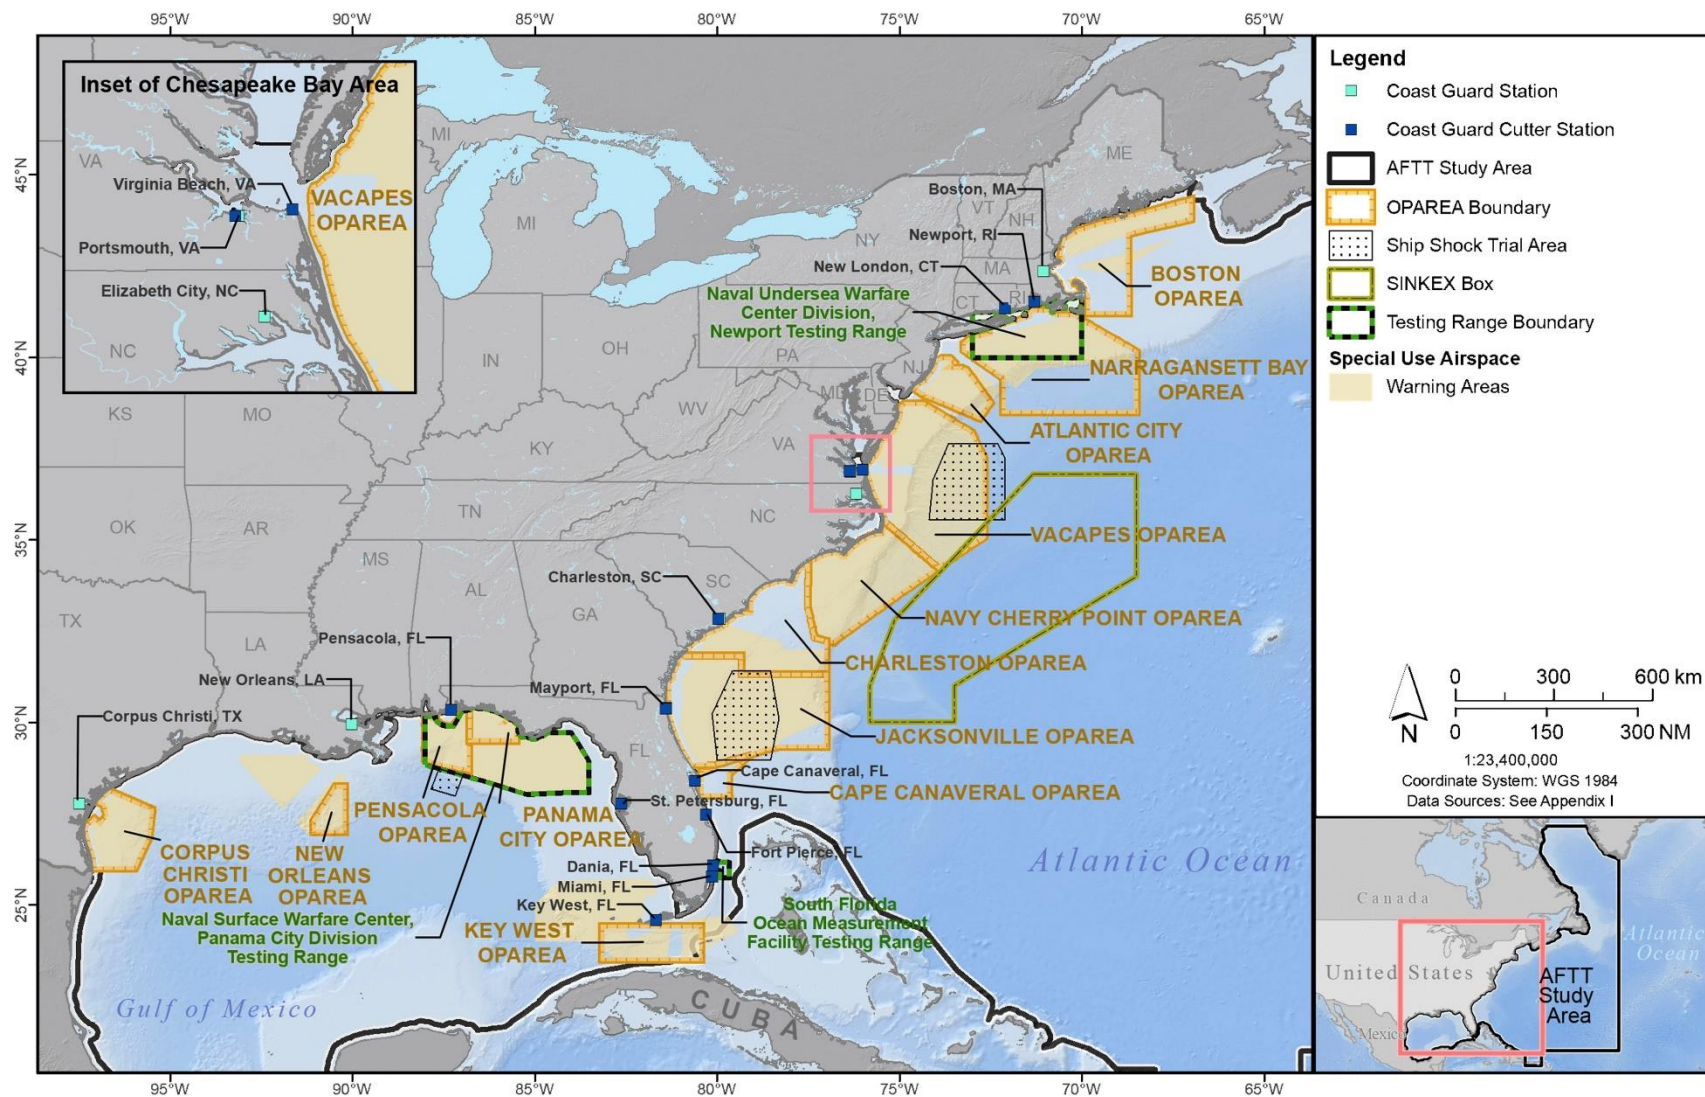 95°W
90°W
85°W
80°W
75°W
70°W
65°W
45°N
40°N
35°N
30°N
25°N
Inset of Chesapeake Bay Area
VA
Virginia Beach, VA
VACAPES
OPAREA
Portsmouth, VA
Elizabeth City, NC
NC
MI
MI
ME
VT
NH
NY
MA
CT
RI
PA
NJ
OH
IN
MD
DE
WV
VA
KY
KS
MO
OK
AR
TN
NC
MS
AL
GA
SC
TX
LA
FL
Boston, MA
Newport, RI
New London, CT
Naval Undersea Warfare
Center Division,
Newport Testing Range
BOSTON
OPAREA
NARRAGANSETT BAY
OPAREA
ATLANTIC CITY
OPAREA
VACAPES OPAREA
NAVY CHERRY POINT OPAREA
CHARLESTON OPAREA
JACKSONVILLE OPAREA
CAPE CANAVERAL OPAREA
Charleston, SC
Pensacola, FL
New Orleans, LA
Mayport, FL
Corpus Christi, TX
Cape Canaveral, FL
St. Petersburg, FL
Fort Pierce, FL
Dania, FL
Miami, FL
Key West, FL
PENSACOLA
OPAREA
PANAMA
CITY OPAREA
CORPUS
CHRISTI
OPAREA
NEW
ORLEANS
OPAREA
KEY WEST
OPAREA
Naval Surface Warfare Center,
Panama City Division
Testing Range
South Florida
Ocean Measurement
Facility Testing Range
Atlantic Ocean
Gulf of Mexico
CUBA
95°W
90°W
85°W
80°W
75°W
70°W
65°W
Legend
Coast Guard Station
Coast Guard Cutter Station
AFTT Study Area
OPAREA Boundary
Ship Shock Trial Area
SINKEX Box
Testing Range Boundary
Special Use Airspace
Warning Areas
N
0 300 600 km
0 150 300 NM
1:23,400,000
Coordinate System: WGS 1984
Data Sources: See Appendix I
Canada
United States
Mexico
Atlantic
Ocean
AFTT
Study
Area